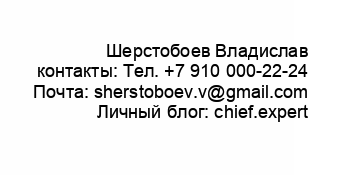 Шерстобоев Владислав
контакты: Тел. +7 910 000-22-24
Почта: sherstoboev.v@gmail.com
Личный блог: chief.expert